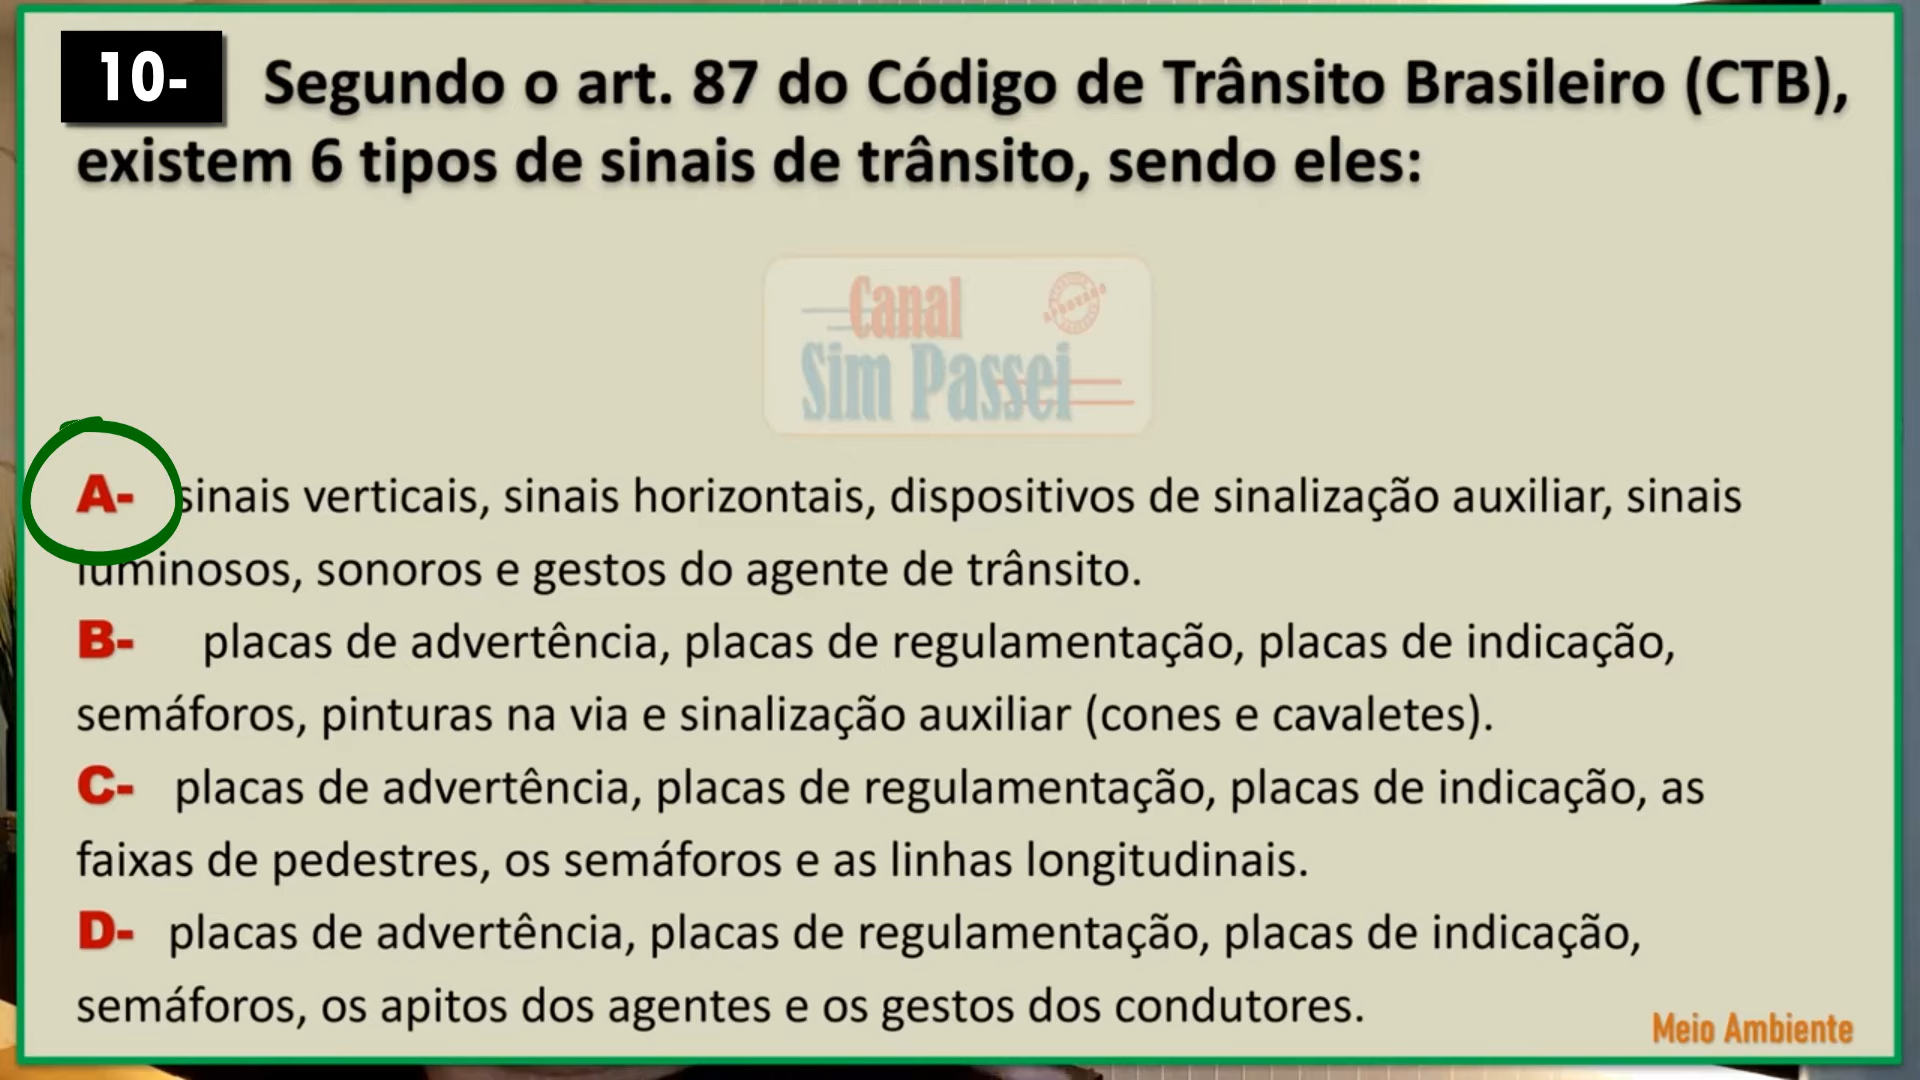 10- Segundo o art. 87 do Código de Trânsito Brasileiro (CTB),
existem 6 tipos de sinais de trânsito, sendo eles:
Canal
APROVADO
Sim Passei
A- sinais verticais, sinais horizontais, dispositivos de sinalização auxiliar, sinais
luminosos, sonoros e gestos do agente de trânsito.
B- placas de advertência, placas de regulamentação, placas de indicação,
semáforos, pinturas na via e sinalização auxiliar (cones e cavaletes).
C- placas de advertência, placas de regulamentação, placas de indicação, as
faixas de pedestres, os semáforos e as linhas longitudinais.
D- placas de advertência, placas de regulamentação, placas de indicação,
semáforos, os apitos dos agentes e os gestos dos condutores.
Meio Ambiente